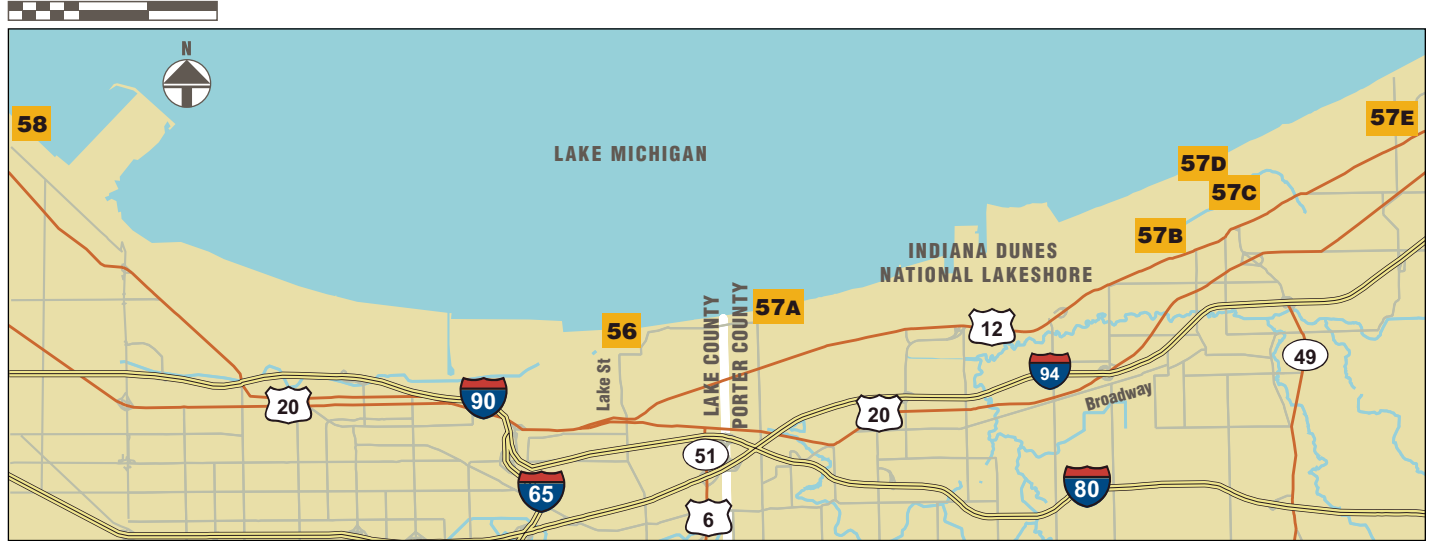 N
58
57E
LAKE MICHIGAN
57D
57C
57B
INDIANA DUNES
NATIONAL LAKESHORE
57A
56
12
LAKE COUNTY
PORTER COUNTY
49
Lake St
94
90
Broadway
20
20
51
65
80
6